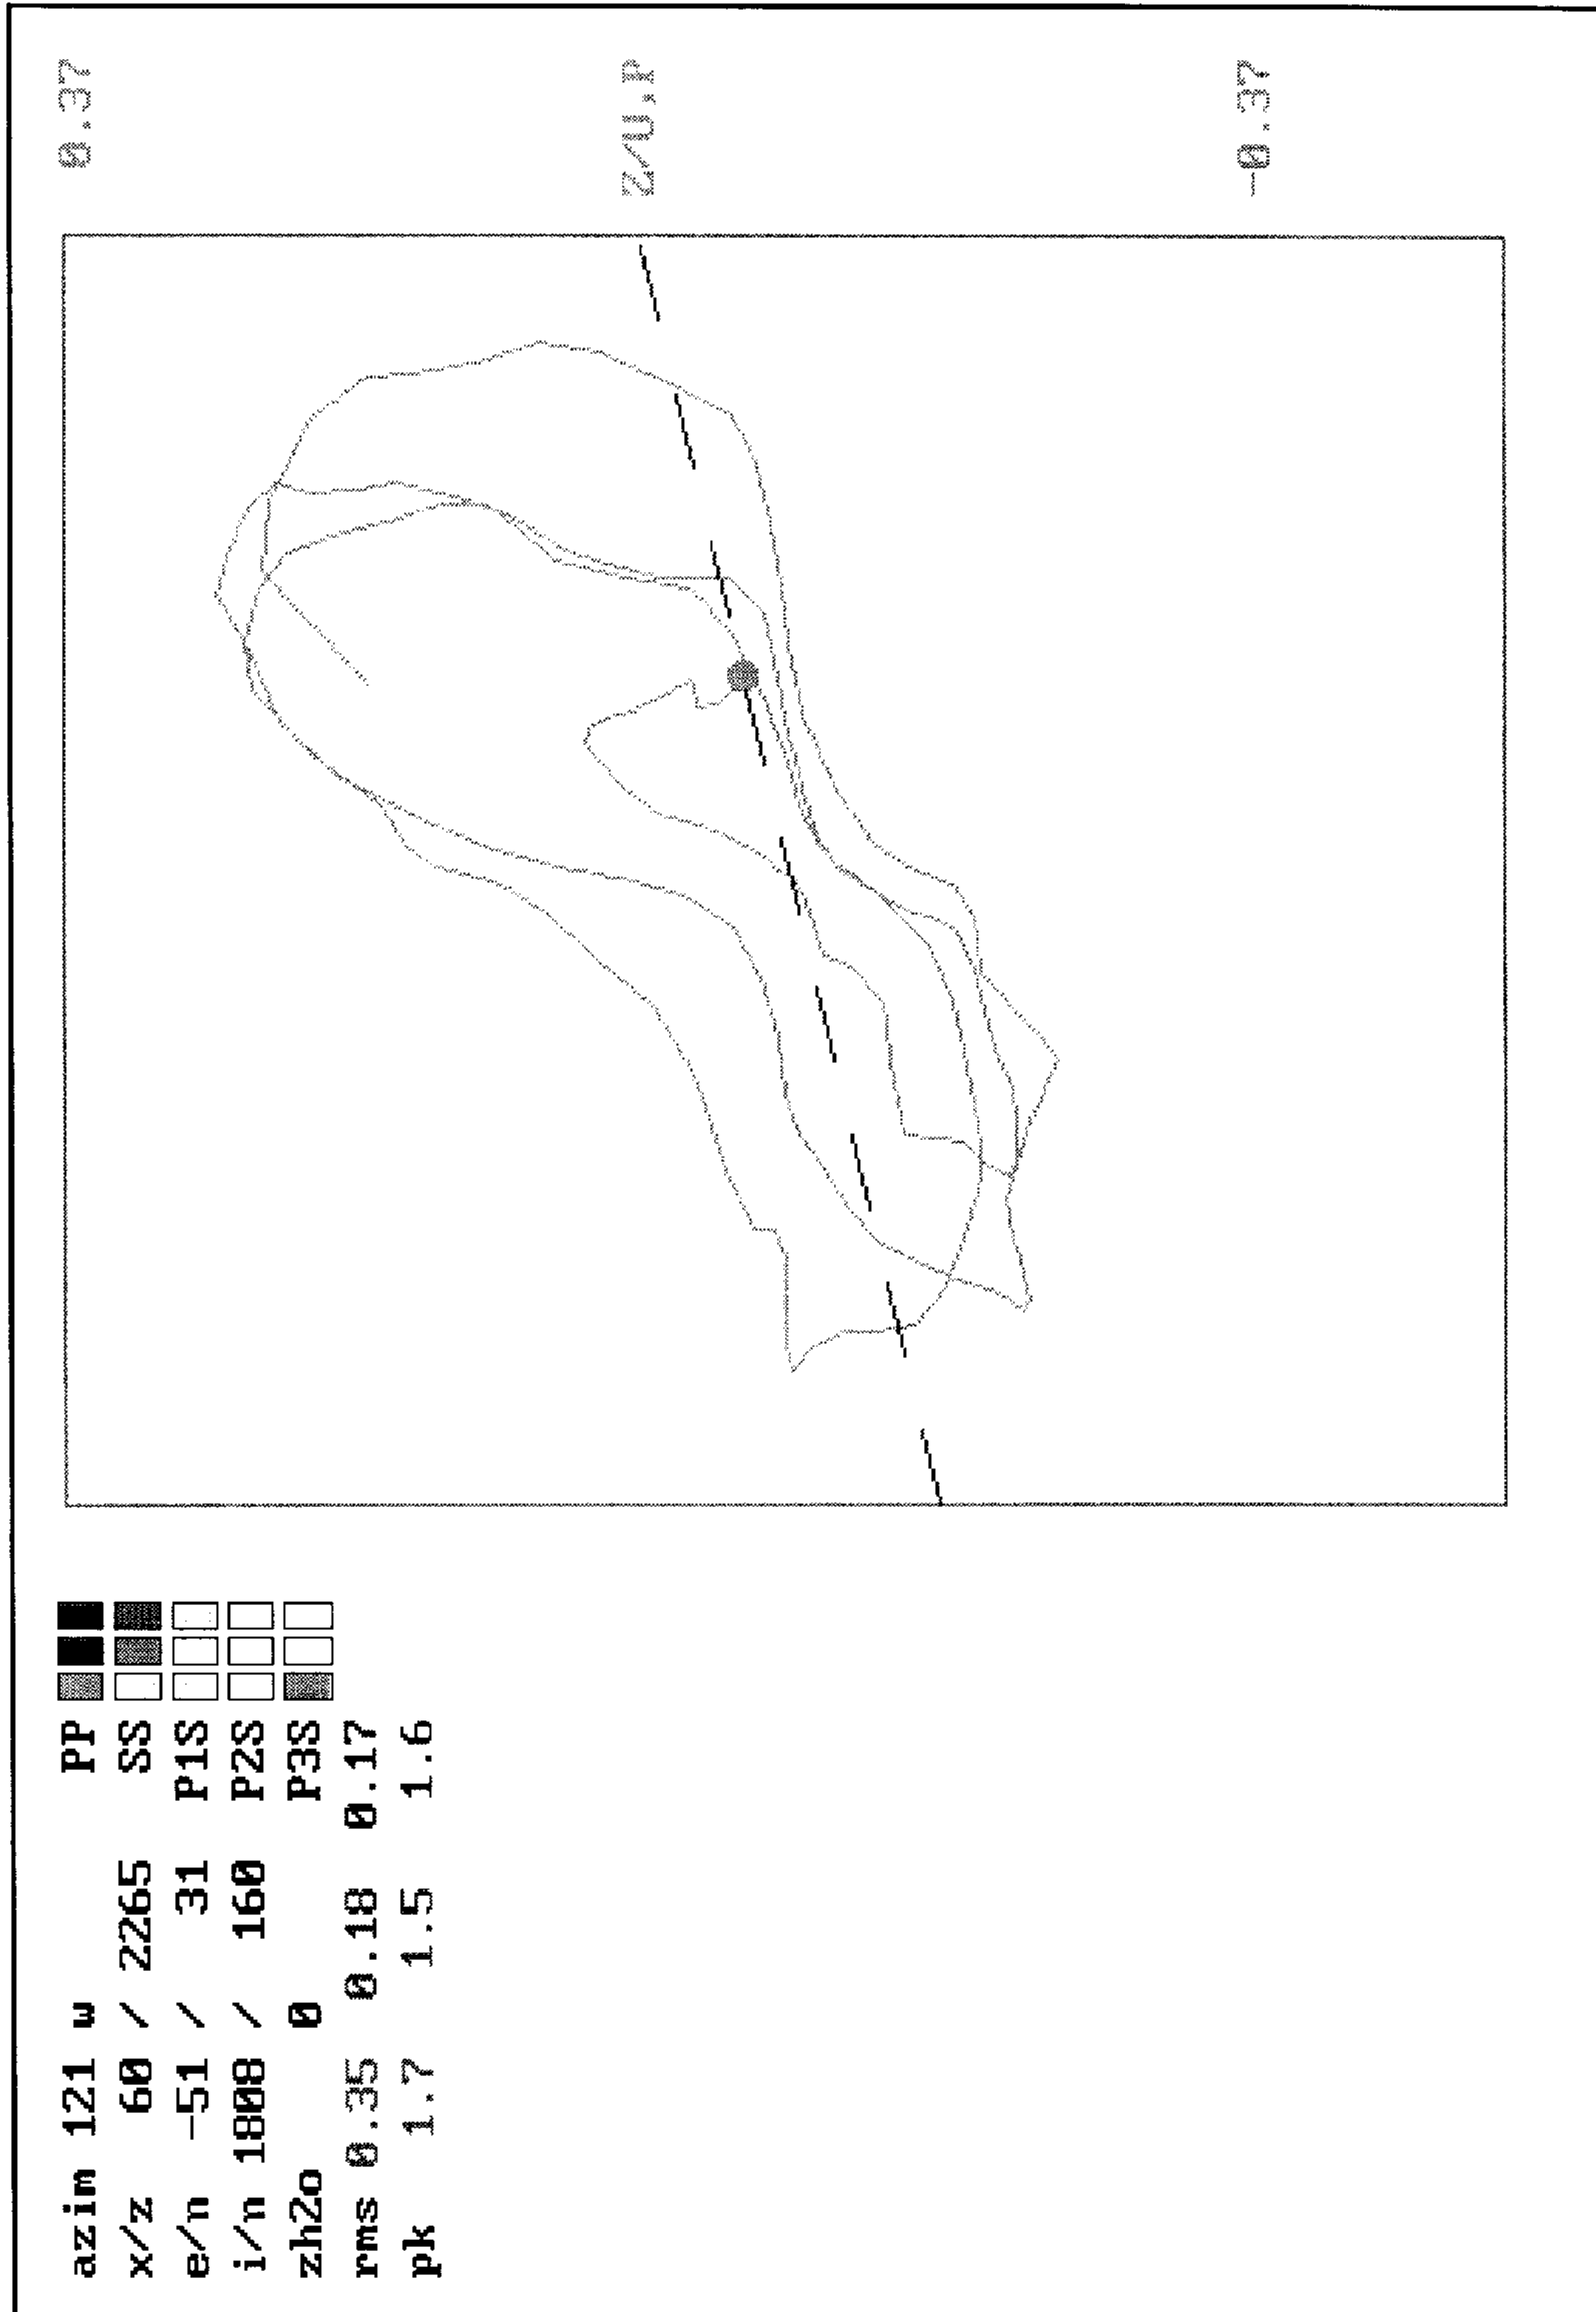 azim 121 w PP
x/z 60 / 2265 SS
e/n -51 / 31 P1S
i/n 1808 / 160 P2S
zh2o 0 P3S
rms 0.35 0.18 0.17
pk 1.7 1.5 1.6
0.37
Z/U,P
-0.37